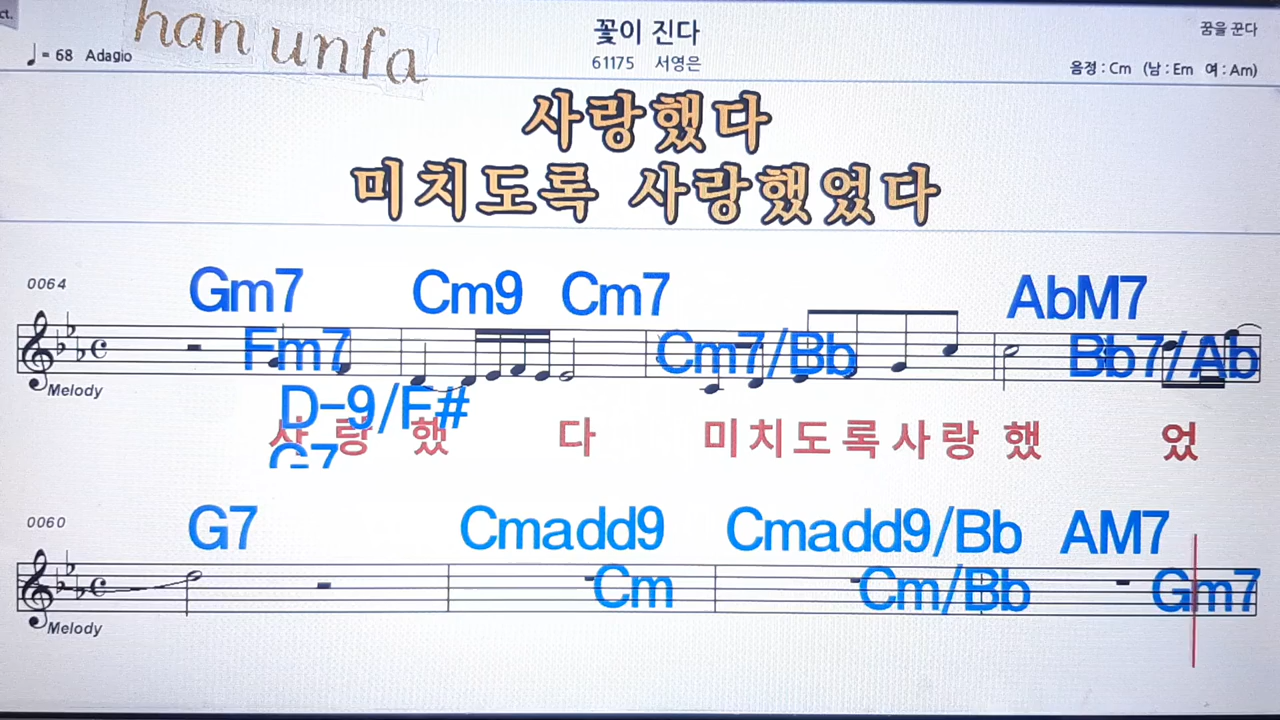 ct.
han unfa
꽃이 진다
꿈을 꾼다
♩= 68 Adagio
61175 서영은
음정 : Cm (남 : Em 여 : Am)
사랑했다
미치도록 사랑했었다
0064
Gm7 Cm9 Cm7 AbM7
Fm7 Cm7/Bb Bb7/Ab
Melody
D-9/F#
사 랑 했 다 미치도록사랑 했 었
G7
0060
G7 Cmadd9 Cmadd9/Bb AM7
Cm Cm/Bb Gm7
Melody